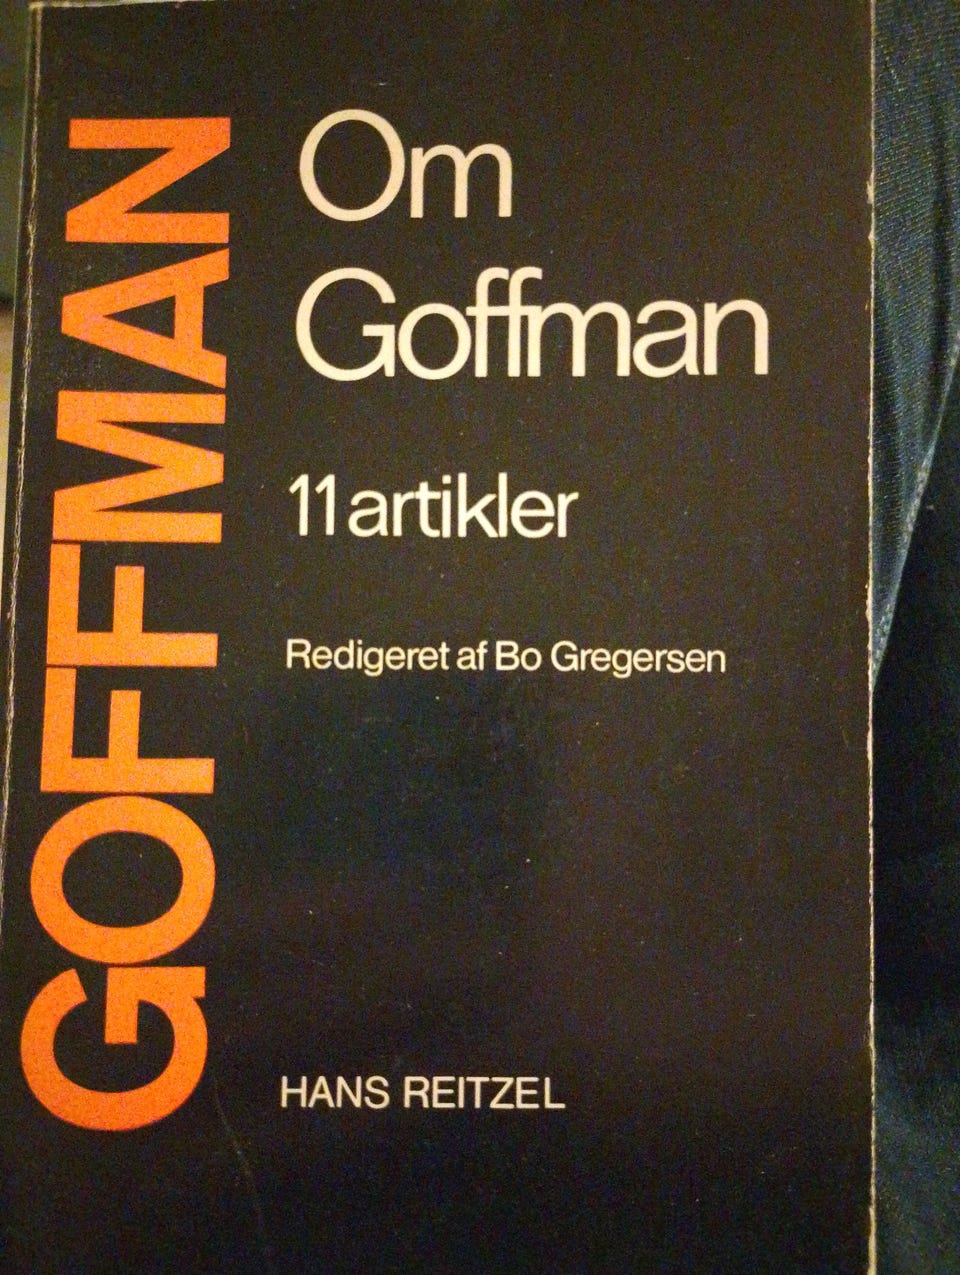 GOFFMAN
Om
Goffman
11 artikler
Redigeret af Bo Gregersen
HANS REITZEL